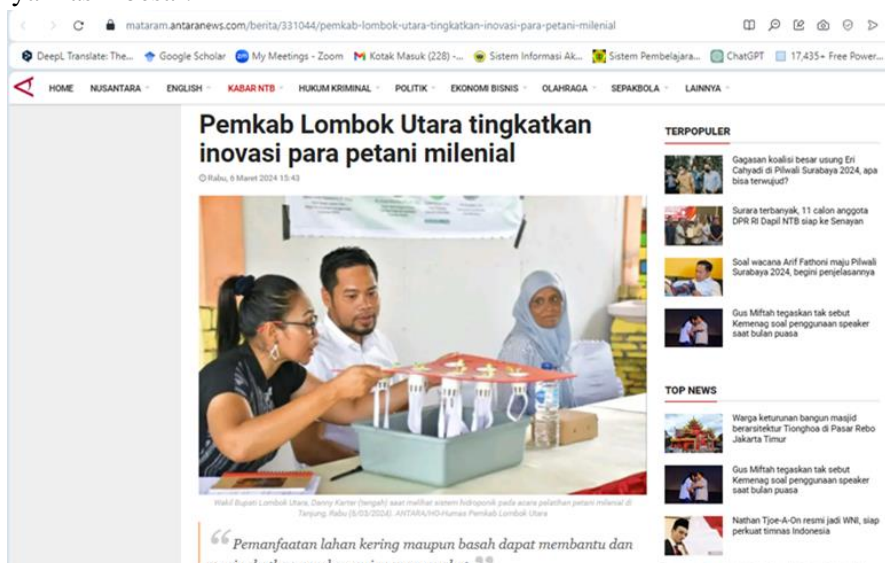 mataram.antaranews.com/berita/331044/pemkab-lombok-utara-tingkatkan-inovasi-para-petani-milenial
DeepL Translate: The...
Google Scholar
My Meetings - Zoom
Kotak Masuk (228) -...
Sistem Informasi Ak...
Sistem Pembelajara...
ChatGPT
17,435+ Free Power...
HOME
NUSANTARA
ENGLISH
KABAR NTB
HUKUM KRIMINAL
POLITIK
EKONOMI BISNIS
OLAHRAGA
SEPAKBOLA
LAINNYA
Pemkab Lombok Utara tingkatkan
inovasi para petani milenial
Rabu, 6 Maret 2024 15:43
Wakil Bupati Lombok Utara, Danny Karter (tengah) saat melihat sistem hidroponik pada acara pelatihan petani milenial di
Tanjung, Rabu (6/03/2024). ANTARA/HO-Humas Pemkab Lombok Utara
Pemanfaatan lahan kering maupun basah dapat membantu dan
TERPOPULER
Gagasan koalisi besar usung Eri
Cahyadi di Pilwali Surabaya 2024, apa
bisa terwujud?
Surara terbanyak, 11 calon anggota
DPR RI Dapil NTB siap ke Senayan
Soal wacana Arif Fathoni maju Pilwali
Surabaya 2024, begini penjelasannya
Gus Miftah tegaskan tak sebut
Kemenag soal penggunaan speaker
saat bulan puasa
TOP NEWS
Warga keturunan bangun masjid
berarsitektur Tionghoa di Pasar Rebo
Jakarta Timur
Gus Miftah tegaskan tak sebut
Kemenag soal penggunaan speaker
saat bulan puasa
Nathan Tjoe-A-On resmi jadi WNI, siap
perkuat timnas Indonesia